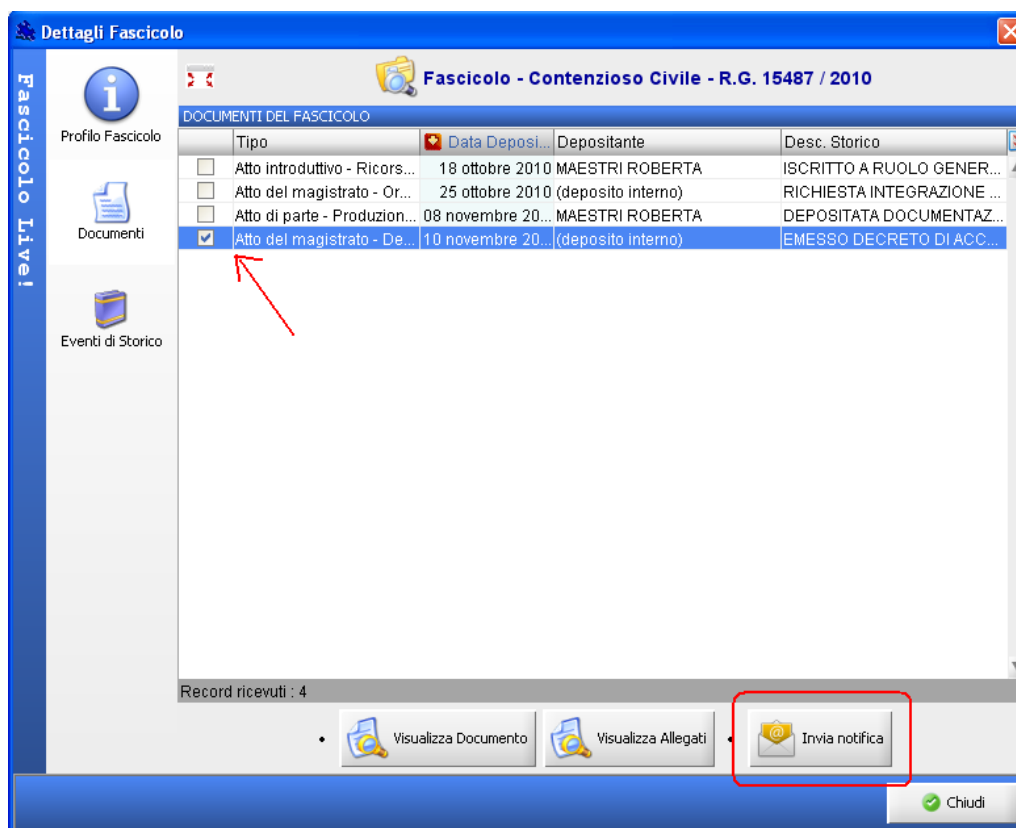 Dettagli Fascicolo
Fascicolo Live!
Profilo Fascicolo
Documenti
Eventi di Storico
Fascicolo - Contenzioso Civile - R.G. 15487 / 2010
DOCUMENTI DEL FASCICOLO
Tipo Data Deposi... Depositante Desc. Storico
Atto introduttivo - Ricors... 18 ottobre 2010 MAESTRI ROBERTA ISCRITTO A RUOLO GENER...
Atto del magistrato - Or... 25 ottobre 2010 (deposito interno) RICHIESTA INTEGRAZIONE ...
Atto di parte - Produzion... 08 novembre 20... MAESTRI ROBERTA DEPOSITATA DOCUMENTAZ...
Atto del magistrato - De... 10 novembre 20... (deposito interno) EMESSO DECRETO DI ACC...
Record ricevuti : 4
Visualizza Documento Visualizza Allegati Invia notifica
Chiudi